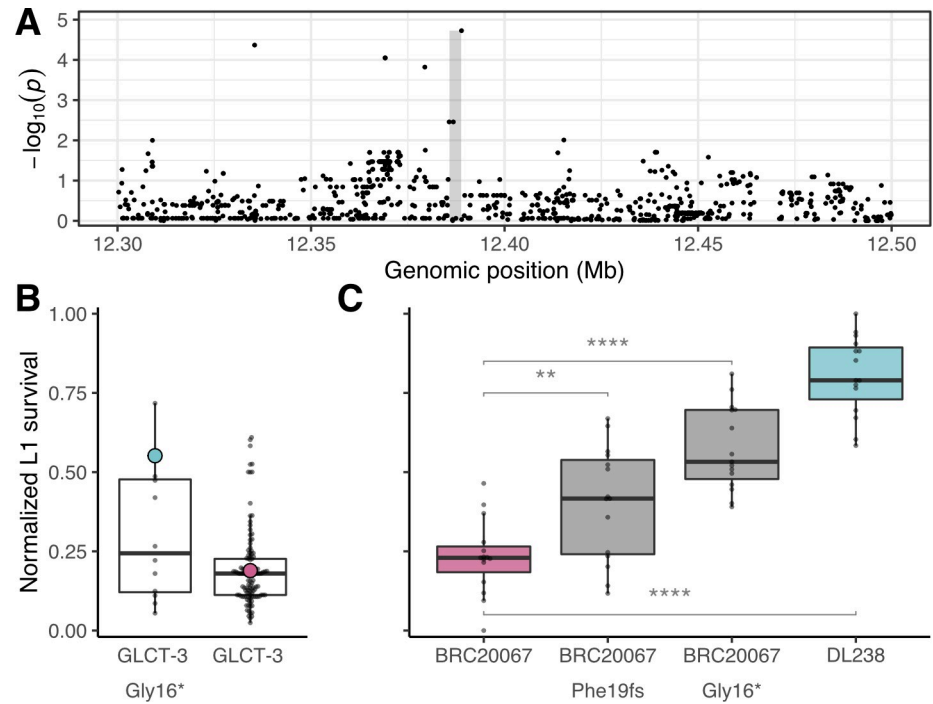 A
5
4
3
2
1
0
−log10(p)
12.30 12.35 12.40 12.45 12.50
Genomic position (Mb)
B
C
1.00
0.75
0.50
0.25
0.00
Normalized L1 survival
****
**
****
GLCT-3 GLCT-3
Gly16*
BRC20067 BRC20067 BRC20067 DL238
Phe19fs Gly16*